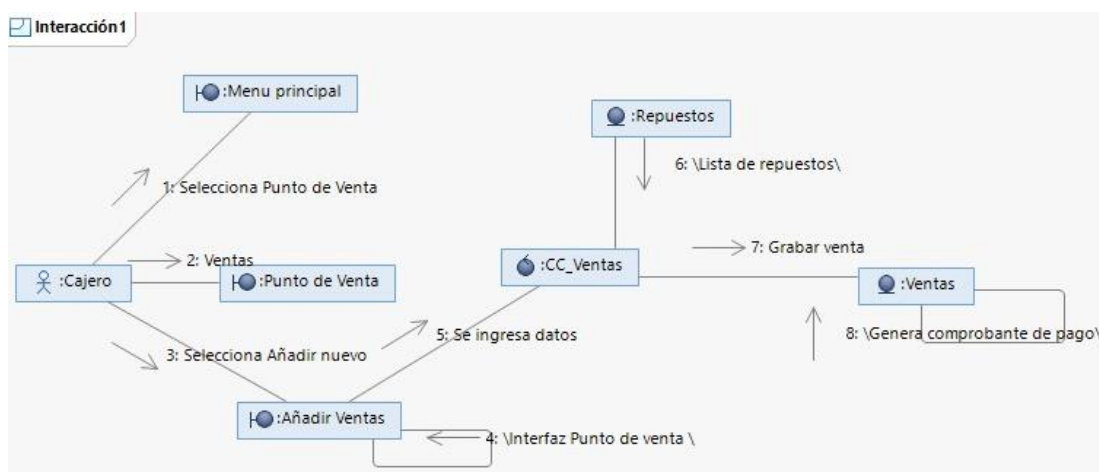 Interacción1
:Menu principal
:Repuestos
6: \Lista de repuestos\
1: Selecciona Punto de Venta
7: Grabar venta
2: Ventas
:CC_Ventas
:Cajero
:Punto de Venta
:Ventas
5: Se ingresa datos
8: \Genera comprobante de pago\
3: Selecciona Añadir nuevo
:Añadir Ventas
4: \Interfaz Punto de venta \